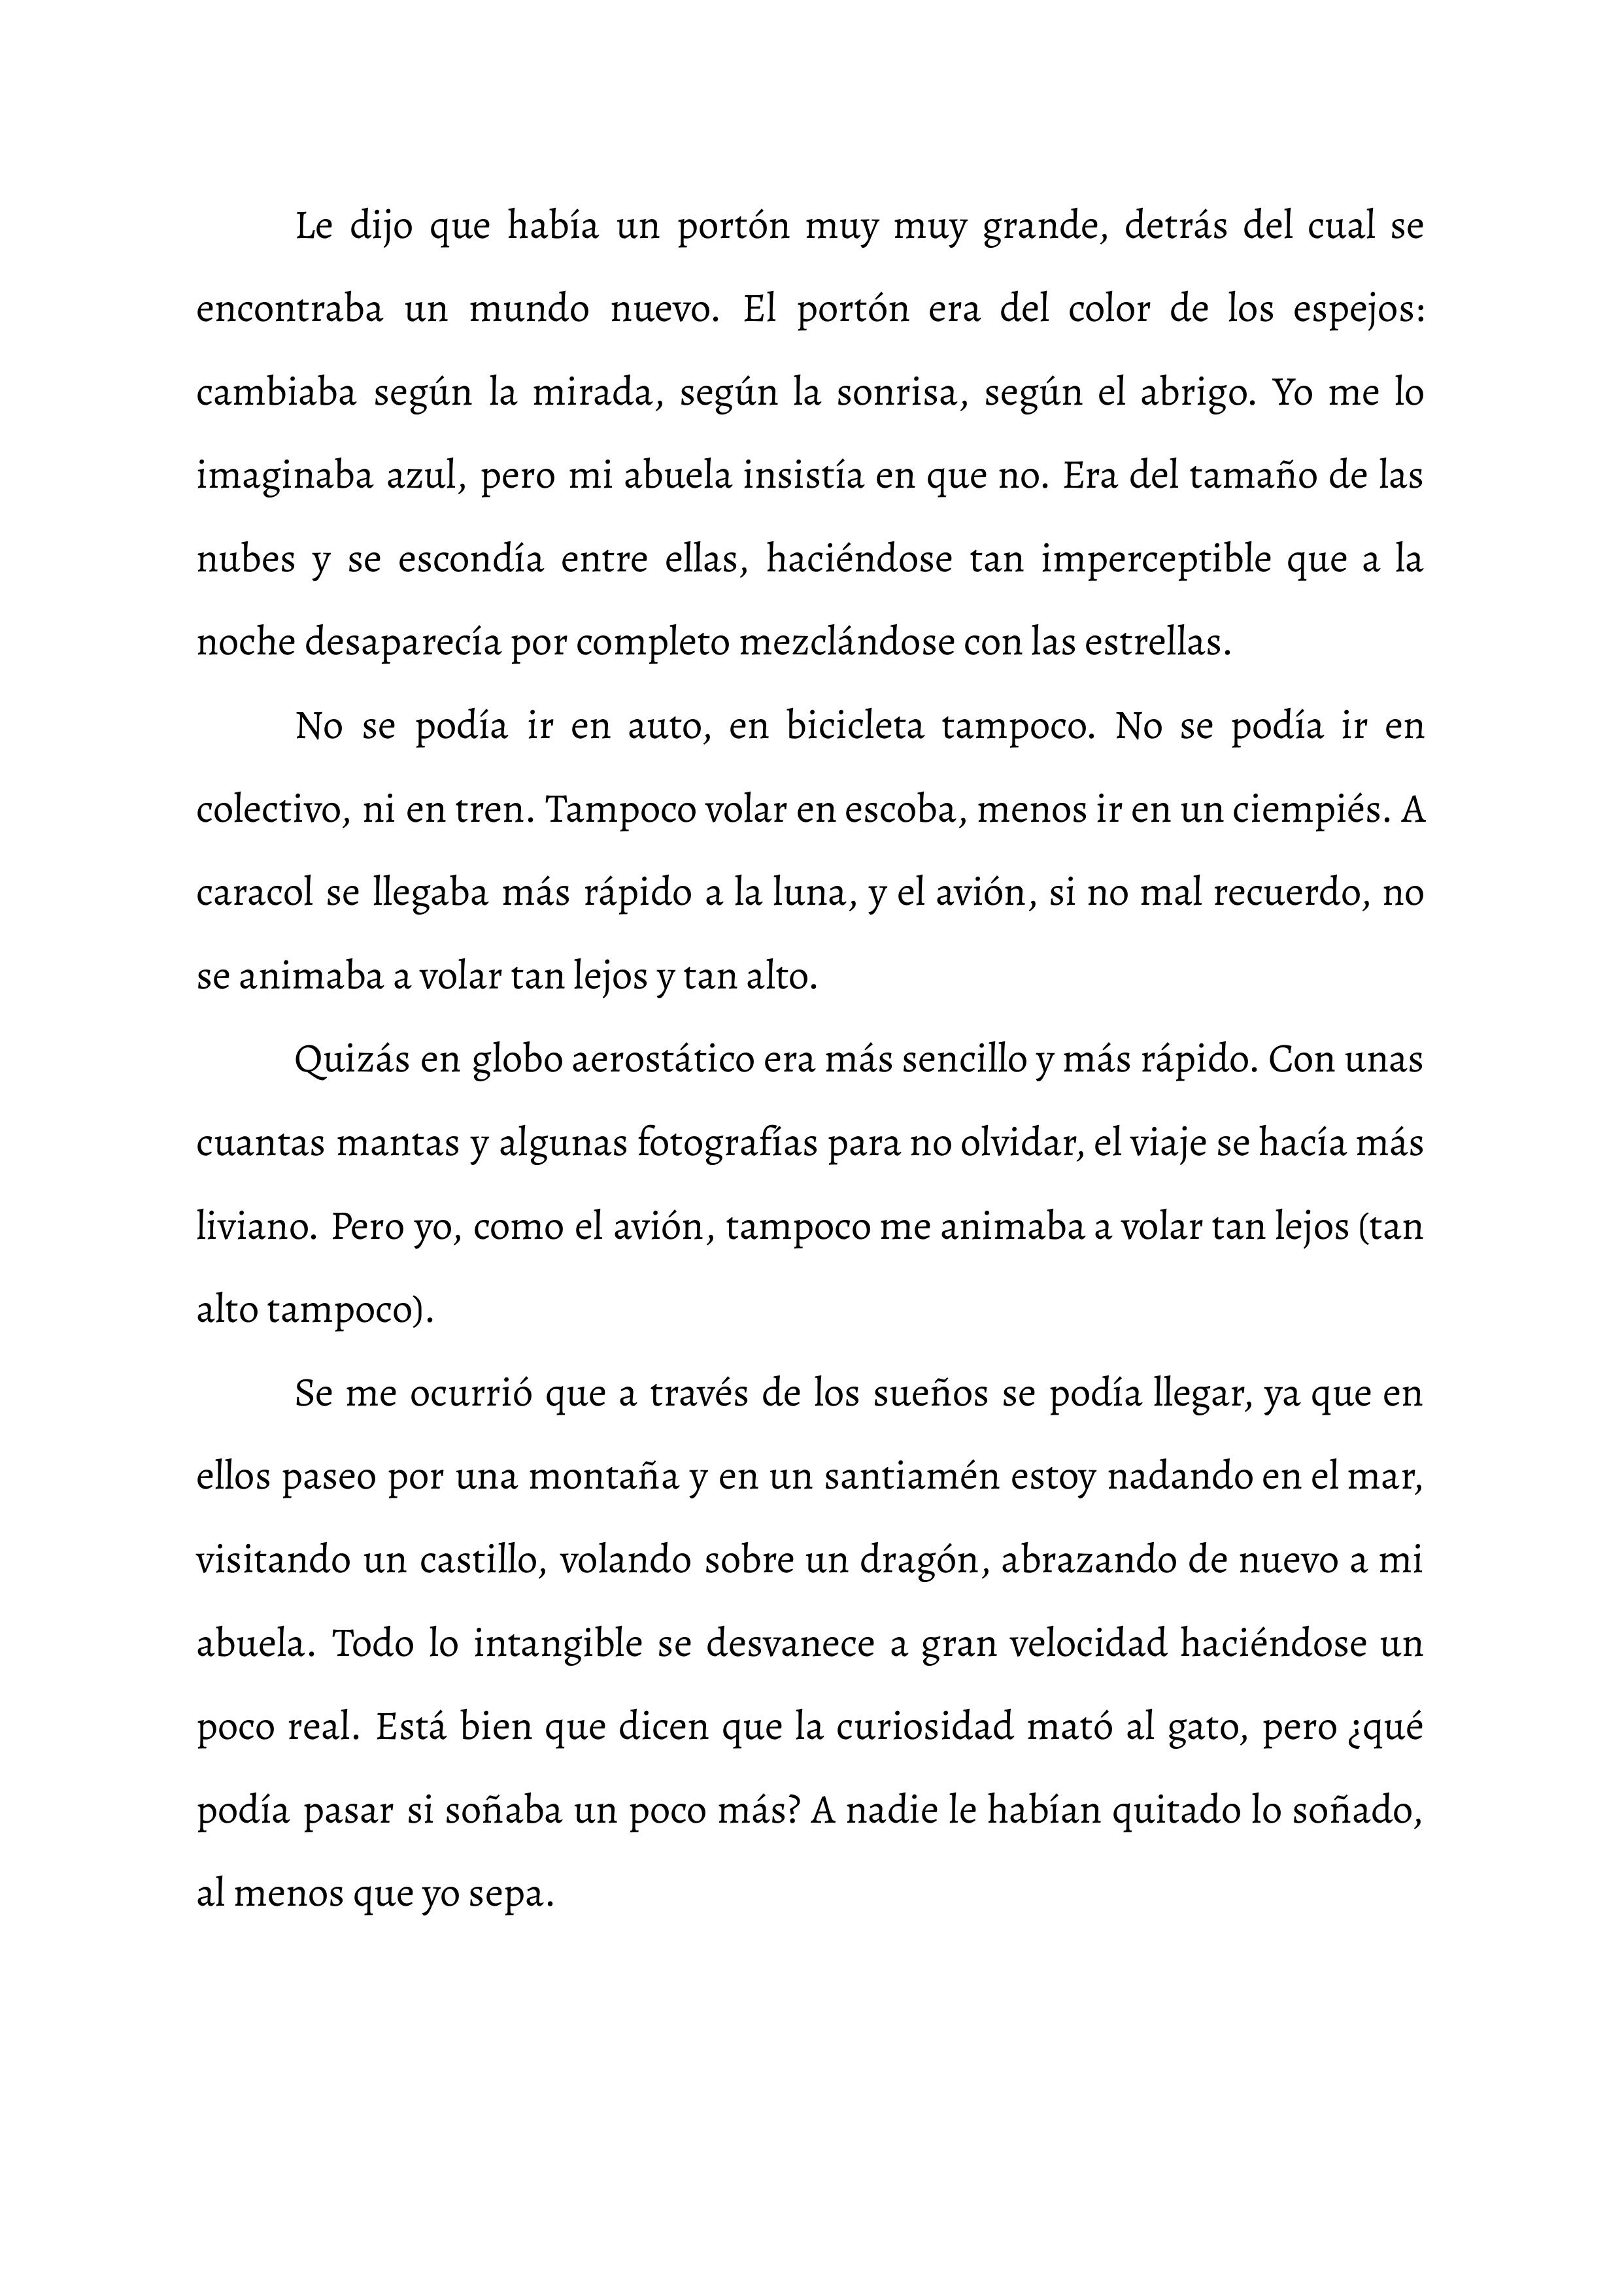 Le dijo que había un portón muy muy grande, detrás del cual se
encontraba un mundo nuevo. El portón era del color de los espejos:
cambiaba según la mirada, según la sonrisa, según el abrigo. Yo me lo
imaginaba azul, pero mi abuela insistía en que no. Era del tamaño de las
nubes y se escondía entre ellas, haciéndose tan imperceptible que a la
noche desaparecía por completo mezclándose con las estrellas.
No se podía ir en auto, en bicicleta tampoco. No se podía ir en
colectivo, ni en tren. Tampoco volar en escoba, menos ir en un ciempiés. A
caracol se llegaba más rápido a la luna, y el avión, si no mal recuerdo, no
se animaba a volar tan lejos y tan alto.
Quizás en globo aerostático era más sencillo y más rápido. Con unas
cuantas mantas y algunas fotografías para no olvidar, el viaje se hacía más
liviano. Pero yo, como el avión, tampoco me animaba a volar tan lejos (tan
alto tampoco).
Se me ocurrió que a través de los sueños se podía llegar, ya que en
ellos paseo por una montaña y en un santiamén estoy nadando en el mar,
visitando un castillo, volando sobre un dragón, abrazando de nuevo a mi
abuela. Todo lo intangible se desvanece a gran velocidad haciéndose un
poco real. Está bien que dicen que la curiosidad mató al gato, pero ¿qué
podía pasar si soñaba un poco más? A nadie le habían quitado lo soñado,
al menos que yo sepa.